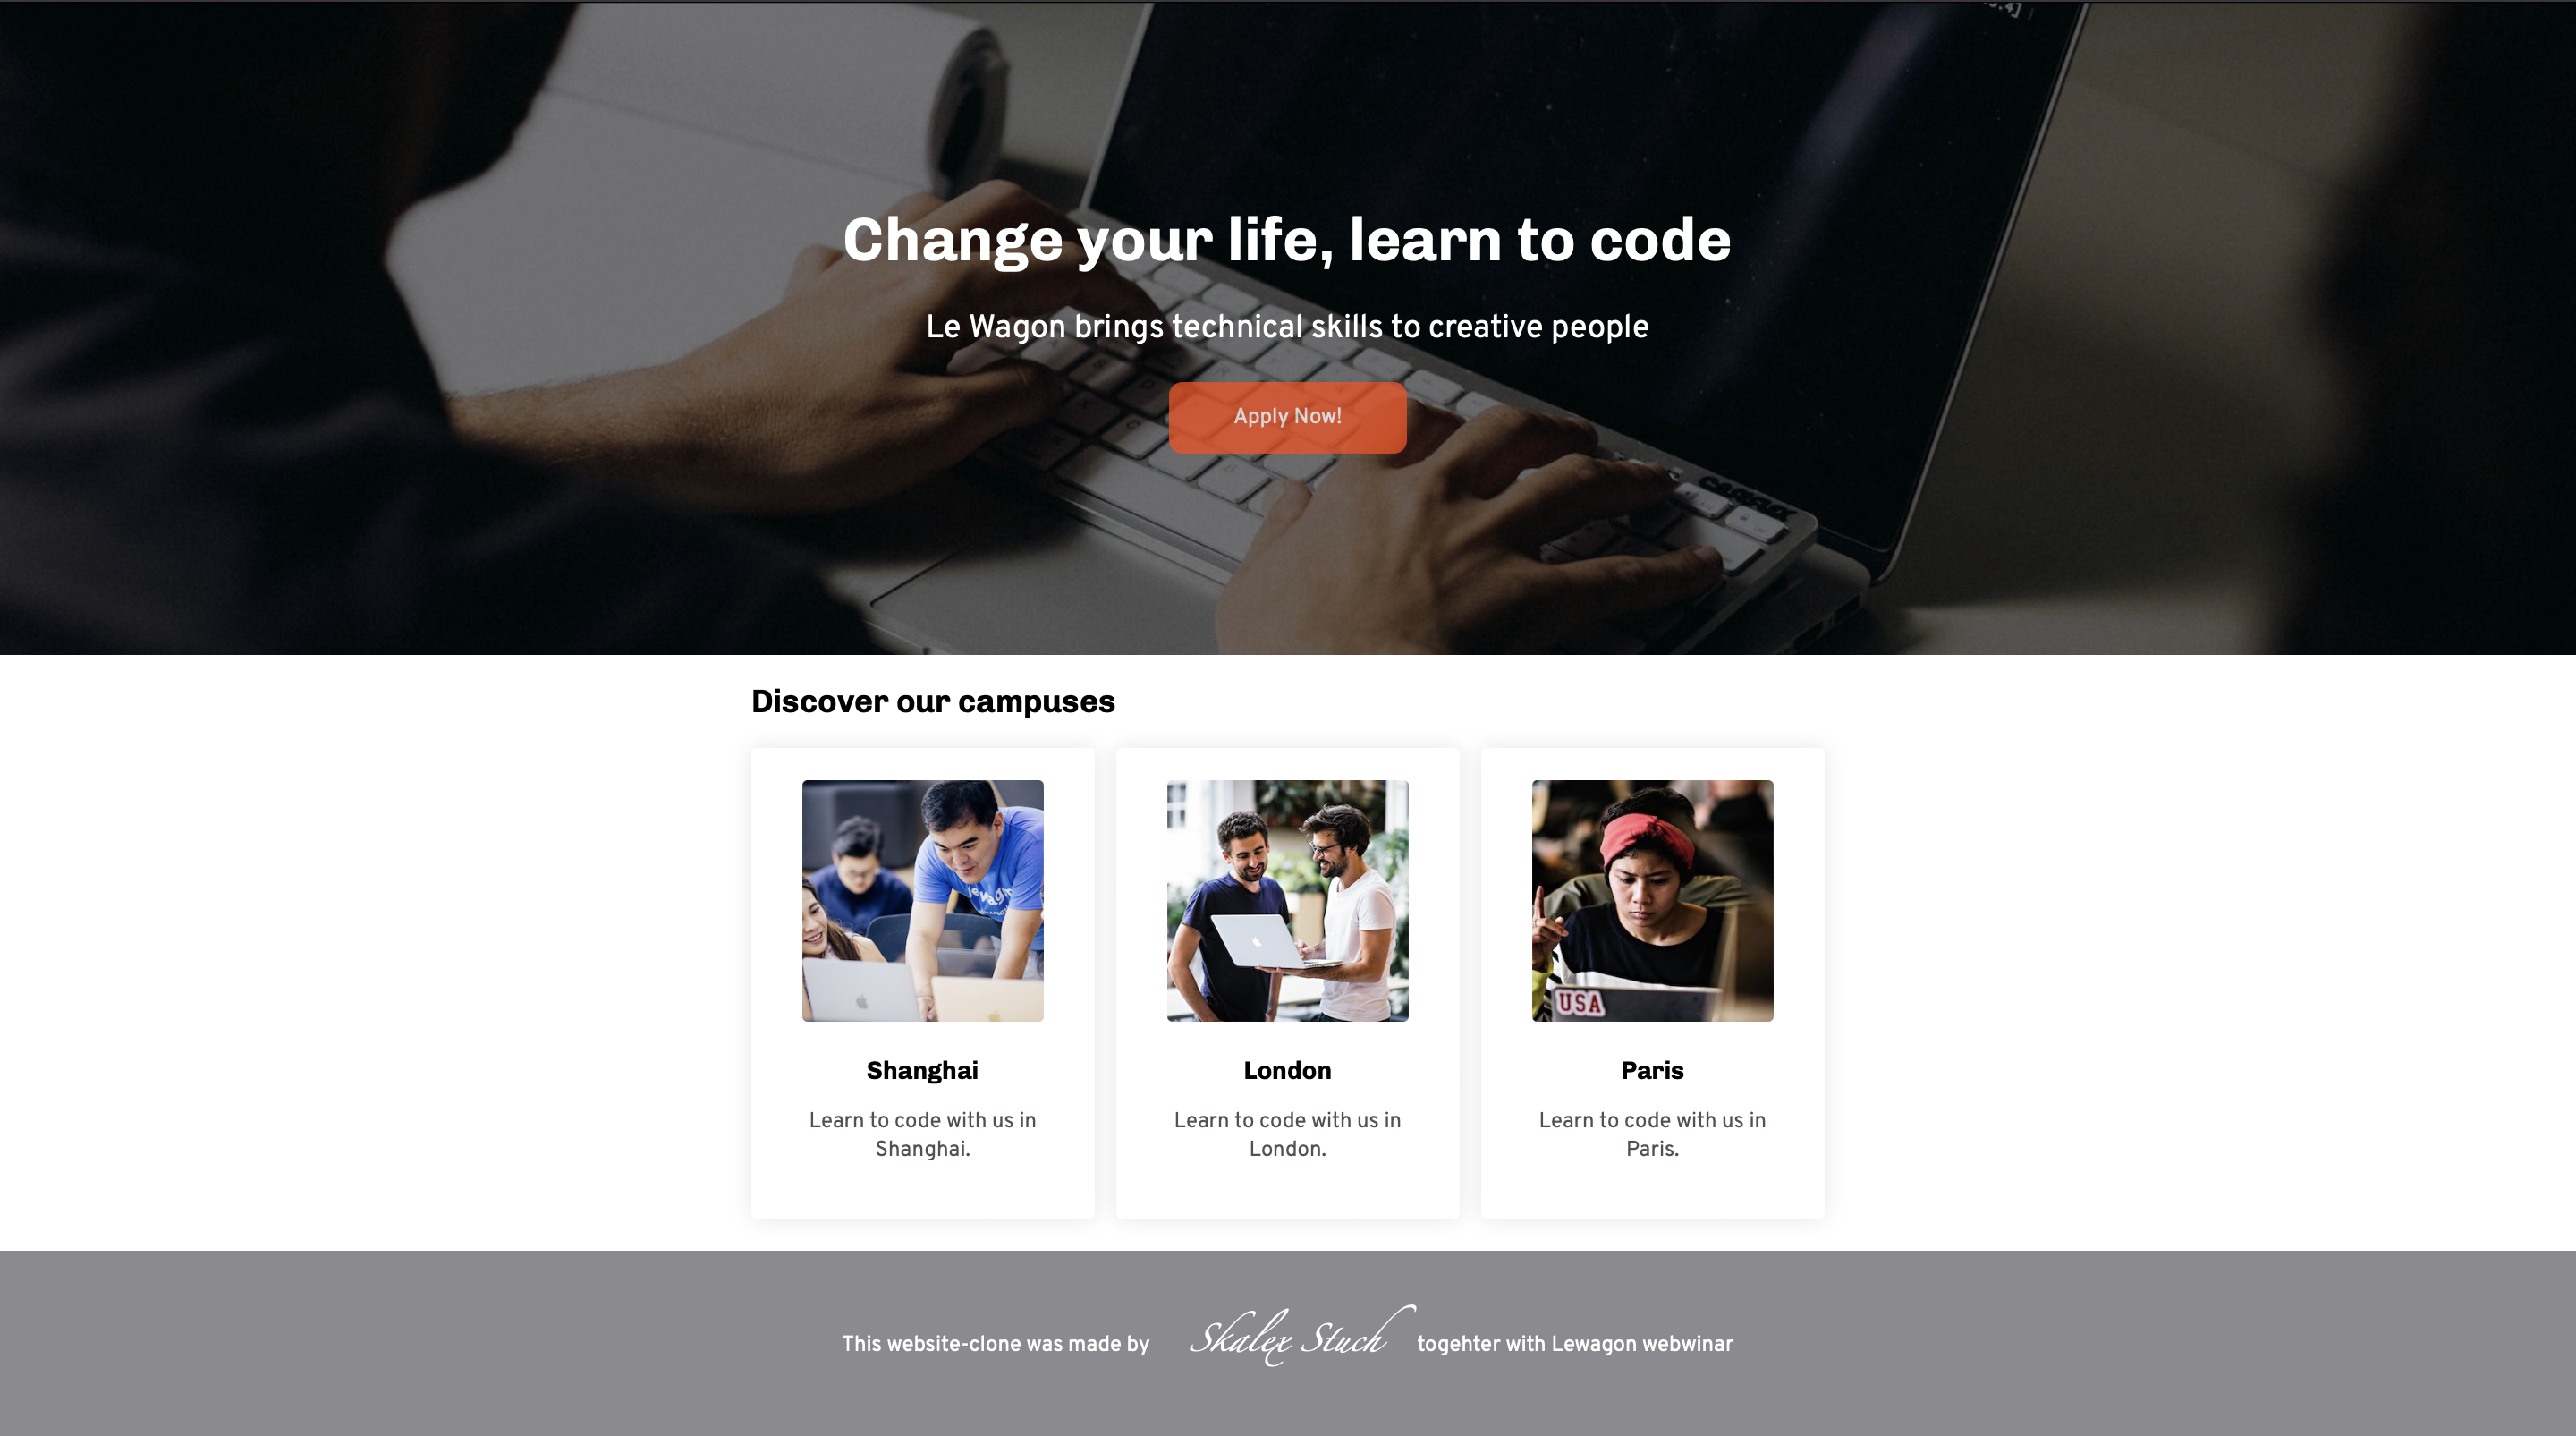 Change your life, learn to code
Le Wagon brings technical skills to creative people
Apply Now!
Discover our campuses
USA
Shanghai
London
Paris
Learn to code with us in
Shanghai.
Learn to code with us in
London.
Learn to code with us in
Paris.
This website-clone was made by Skalex Stuch togehter with Lewagon webwinar